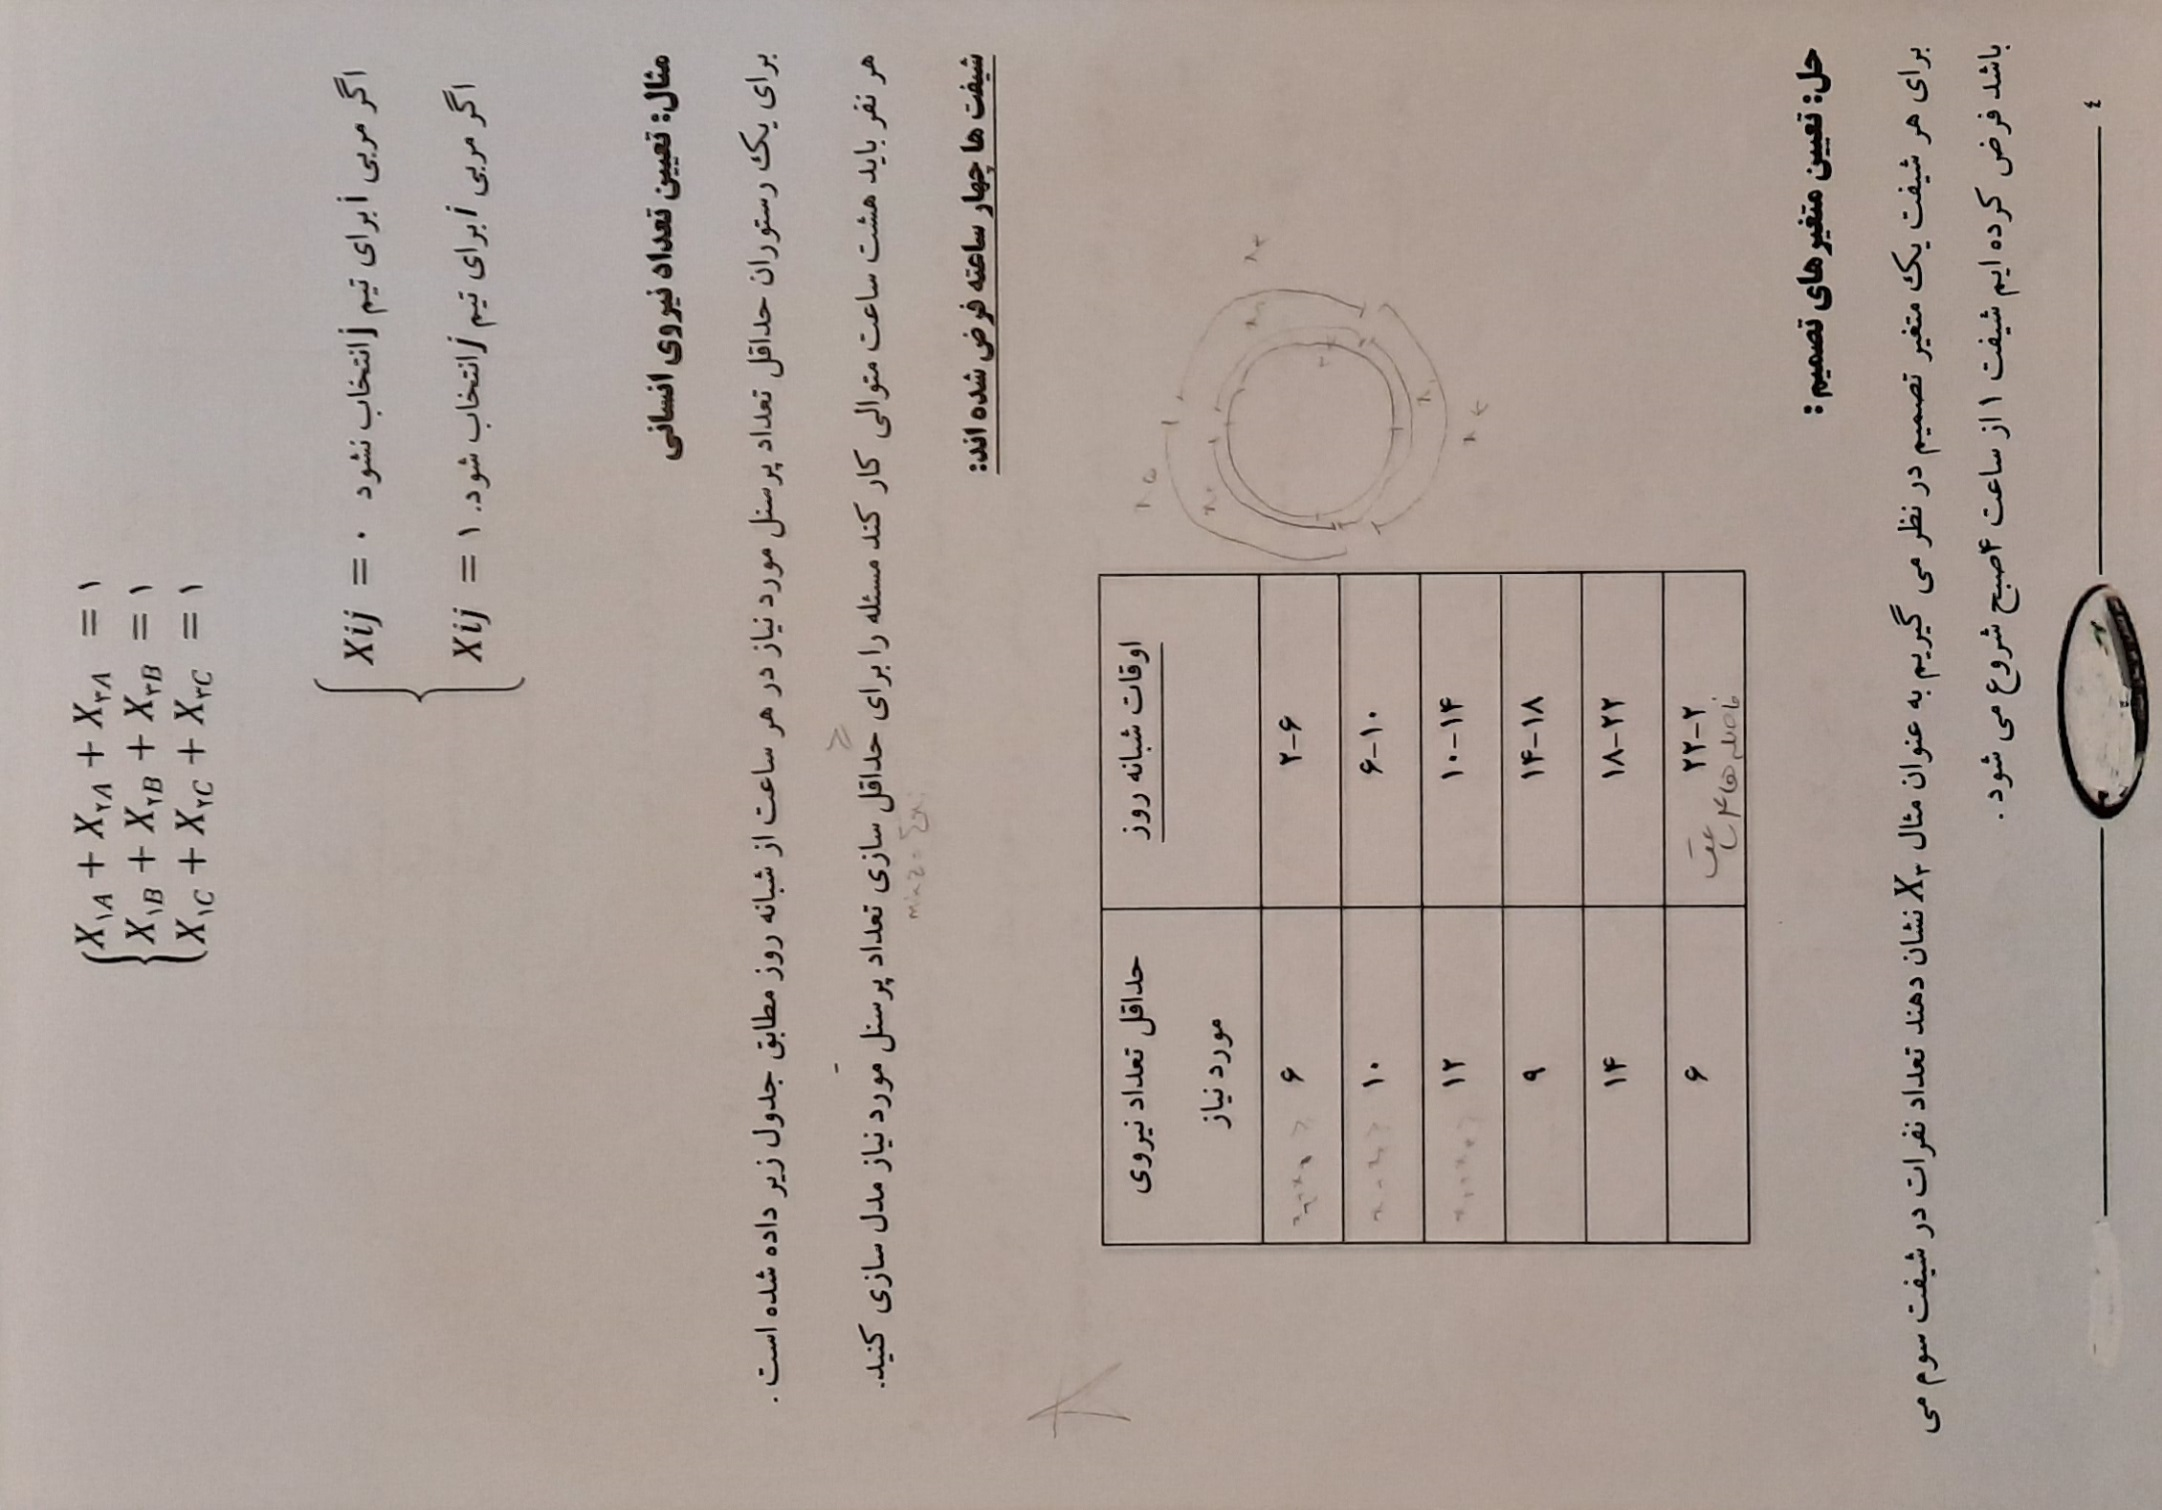 X۱A + X۲A + X۳A = ۱
X۱B + X۲B + X۳B = ۱
X۱C + X۲C + X۳C = ۱
Xij = ۰ اگر مربی i برای تیم j انتخاب نشود
Xij = ۱ اگر مربی i برای تیم j انتخاب شود.
مثال: تعیین تعداد نیروی انسانی
برای یک رستوران حداقل تعداد پرسنل مورد نیاز در هر ساعت از شبانه روز مطابق جدول زیر داده شده است.
هر نفر باید هشت ساعت متوالی کار کند مسئله را برای حداقل سازی تعداد پرسنل مورد نیاز مدل سازی کنید.
≥
min z = Σxi
شیفت ها چهار ساعته فرض شده اند:
اوقات شبانه روز حداقل تعداد نیروی مورد نیاز
۲-۶ ۶
۶-۱۰ ۱۰
۱۰-۱۴ ۱۲
۱۴-۱۸ ۹
۱۸-۲۲ ۱۴
۲۲-۲ ۶
فاصله ها ۴
حل: تعیین متغیر های تصمیم:
برای هر شیفت یک متغیر تصمیم در نظر می گیریم به عنوان مثال X۳ نشان دهند تعداد نفرات در شیفت سوم می
باشد فرض کرده ایم شیفت ۱ از ساعت ۴ صبح شروع می شود.
٤